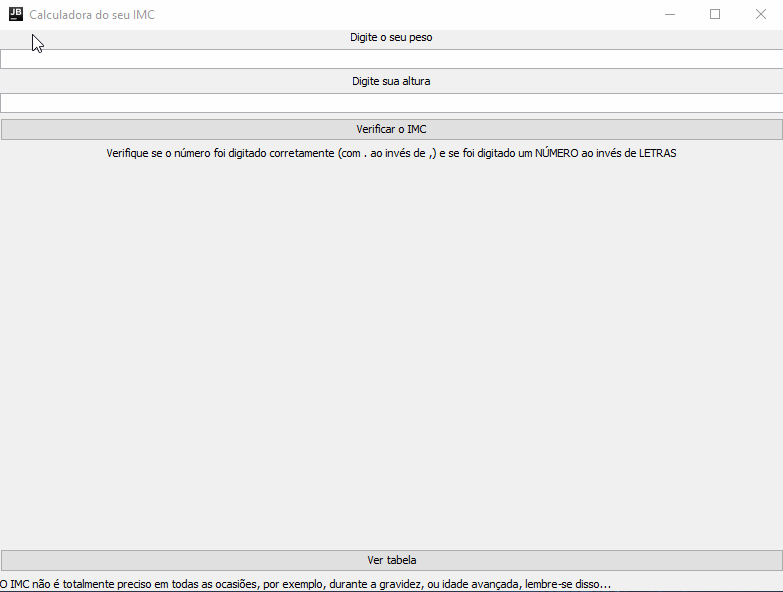 JB
Calculadora do seu IMC
Digite o seu peso
Digite sua altura
Verificar o IMC
Verifique se o número foi digitado corretamente (com . ao invés de ,) e se foi digitado um NÚMERO ao invés de LETRAS
Ver tabela
O IMC não é totalmente preciso em todas as ocasiões, por exemplo, durante a gravidez, ou idade avançada, lembre-se disso...